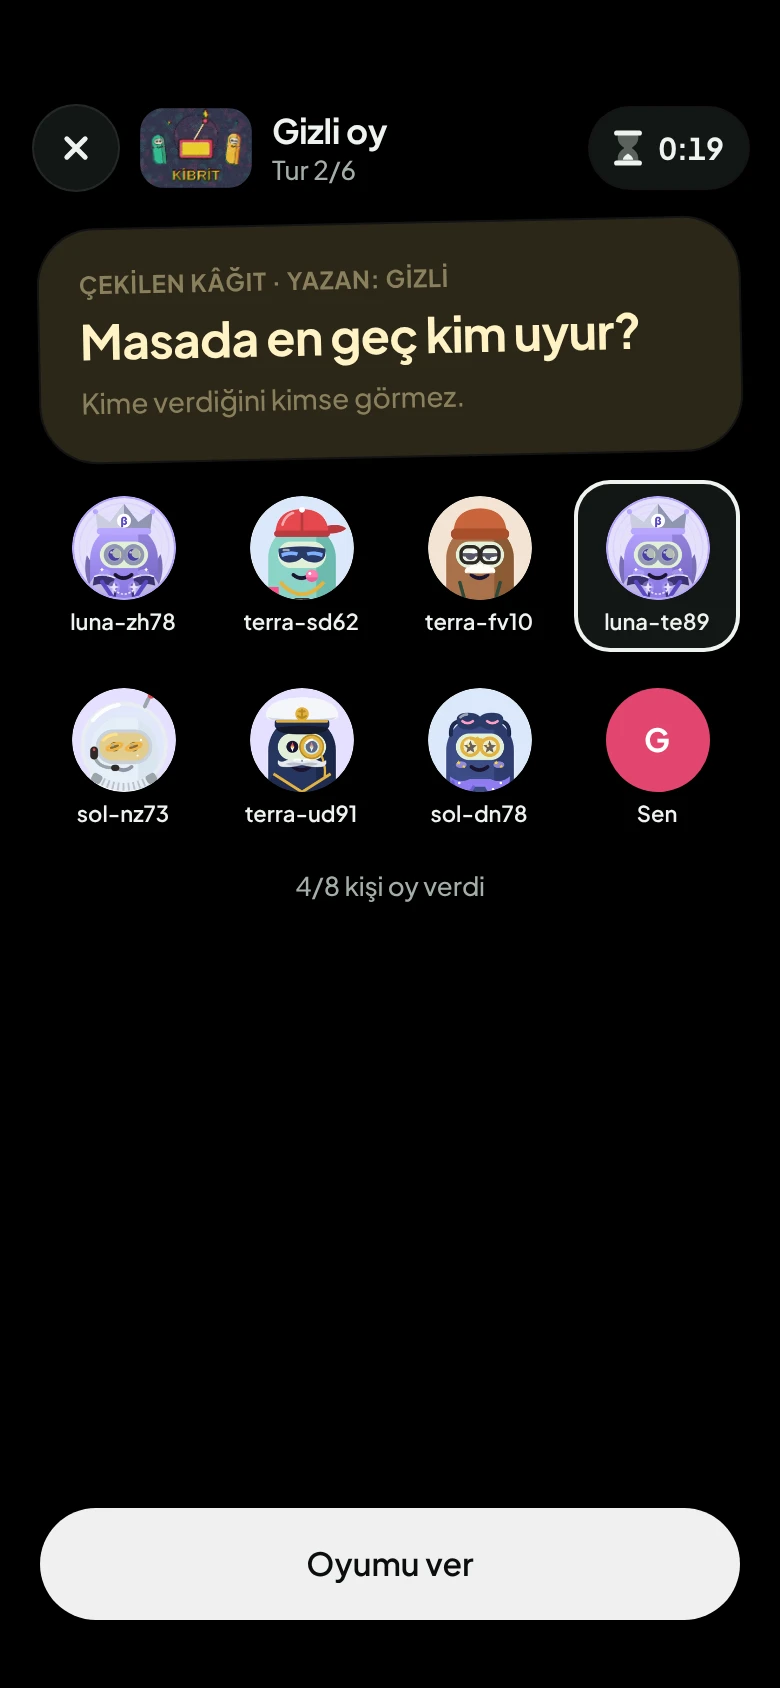 Gizli oy
Tur 2/6
0:19
KİBRİT
ÇEKİLEN KÂĞIT · YAZAN: GİZLİ
Masada en geç kim uyur?
Kime verdiğini kimse görmez.
β
β
luna-zh78
terra-sd62
terra-fv10
luna-te89
G
sol-nz73
terra-ud91
sol-dn78
Sen
4/8 kişi oy verdi
Oyumu ver